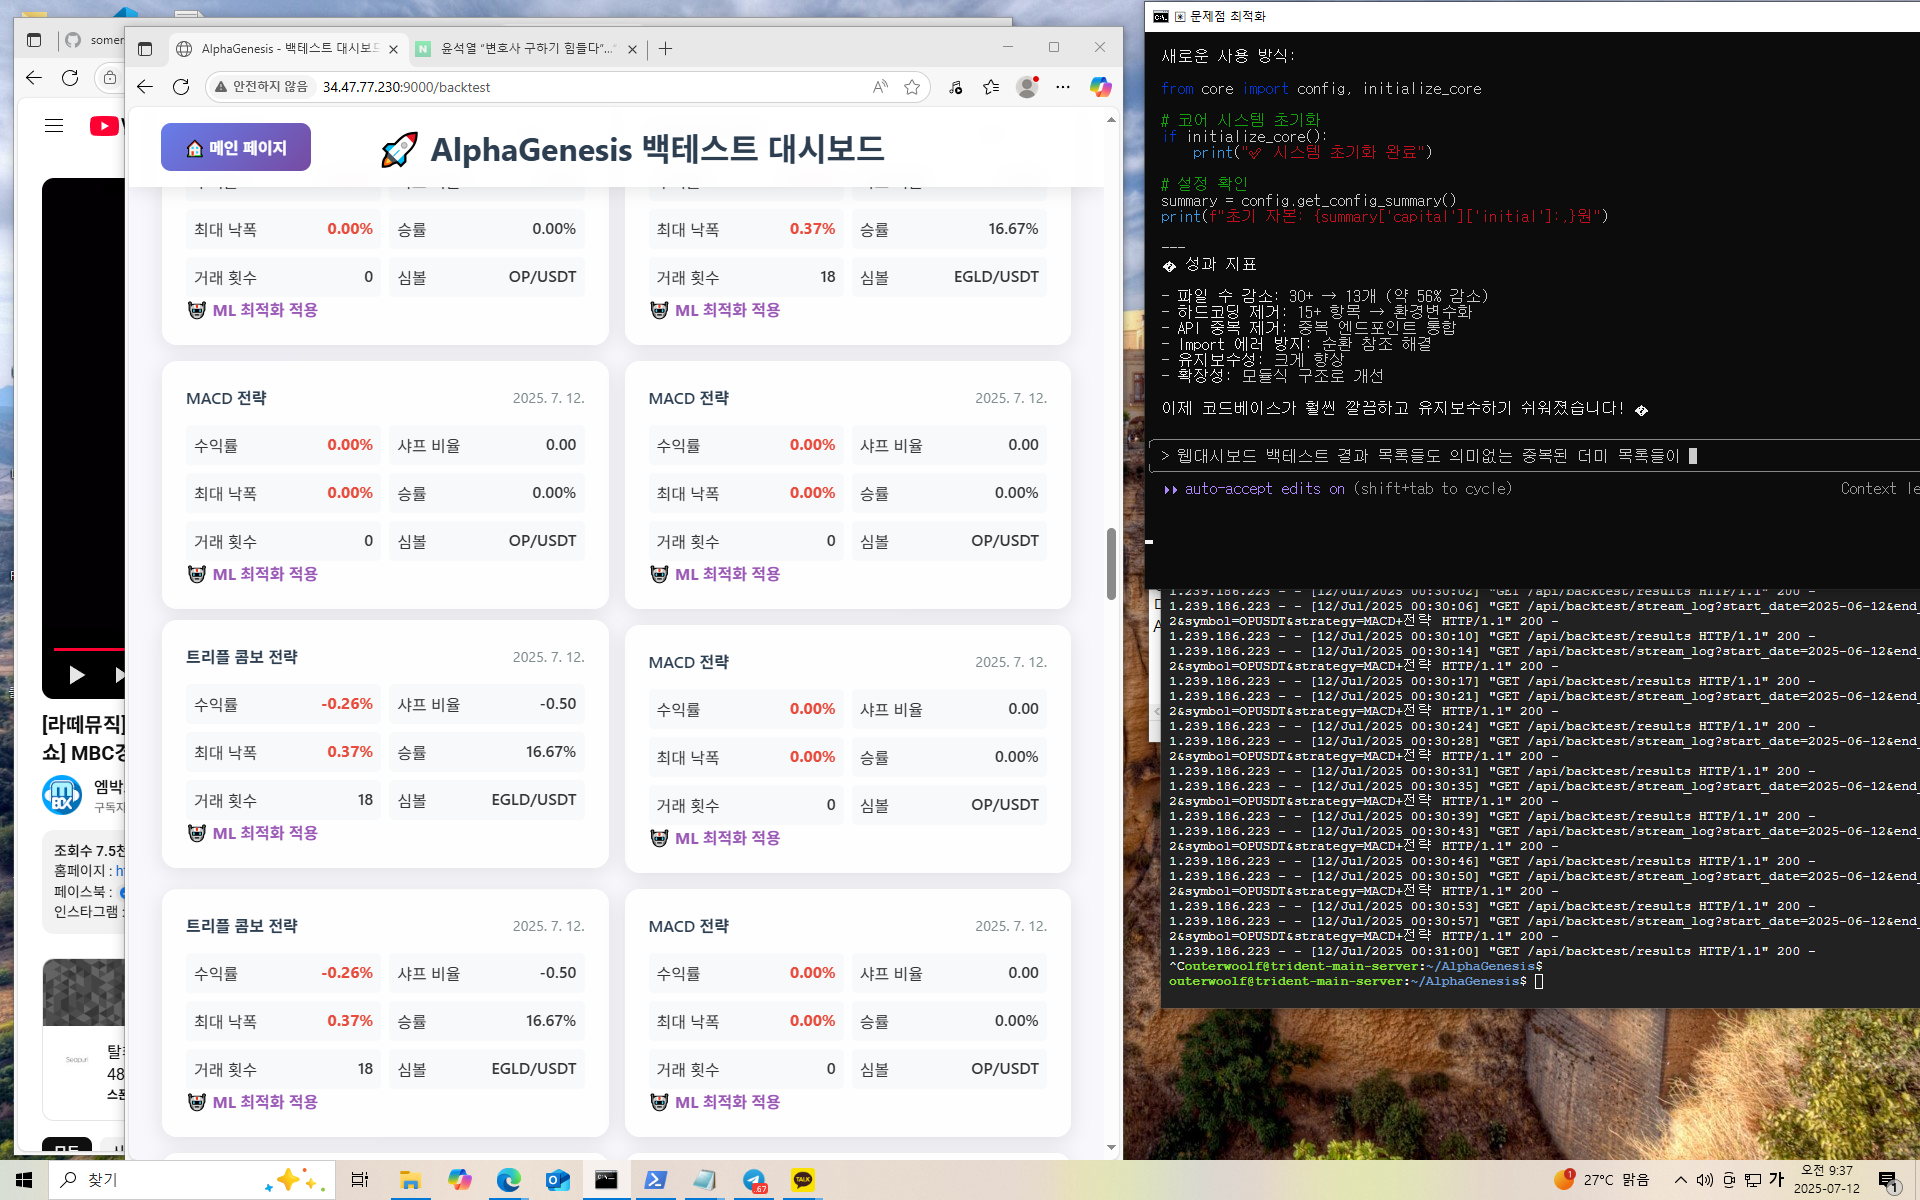 AlphaGenesis - 백테스트 대시보드
윤석열 “변호사 구하기 힘들다”...
안전하지 않음
34.47.77.230:9000/backtest
메인 페이지
AlphaGenesis 백테스트 대시보드
최대 낙폭 0.00% 승률 0.00%
거래 횟수 0 심볼 OP/USDT
ML 최적화 적용
최대 낙폭 0.37% 승률 16.67%
거래 횟수 18 심볼 EGLD/USDT
ML 최적화 적용
MACD 전략 2025. 7. 12.
수익률 0.00% 샤프 비율 0.00
최대 낙폭 0.00% 승률 0.00%
거래 횟수 0 심볼 OP/USDT
ML 최적화 적용
MACD 전략 2025. 7. 12.
수익률 0.00% 샤프 비율 0.00
최대 낙폭 0.00% 승률 0.00%
거래 횟수 0 심볼 OP/USDT
ML 최적화 적용
트리플 콤보 전략 2025. 7. 12.
수익률 -0.26% 샤프 비율 -0.50
최대 낙폭 0.37% 승률 16.67%
거래 횟수 18 심볼 EGLD/USDT
ML 최적화 적용
MACD 전략 2025. 7. 12.
수익률 0.00% 샤프 비율 0.00
최대 낙폭 0.00% 승률 0.00%
거래 횟수 0 심볼 OP/USDT
ML 최적화 적용
트리플 콤보 전략 2025. 7. 12.
수익률 -0.26% 샤프 비율 -0.50
최대 낙폭 0.37% 승률 16.67%
거래 횟수 18 심볼 EGLD/USDT
ML 최적화 적용
MACD 전략 2025. 7. 12.
수익률 0.00% 샤프 비율 0.00
최대 낙폭 0.00% 승률 0.00%
거래 횟수 0 심볼 OP/USDT
ML 최적화 적용
[라떼뮤직]
쇼] MBC
엠박
구독자
조회수 7.5천
홈페이지 :
페이스북 :
인스타그램 :
Seapuri
48
문제점 최적화
새로운 사용 방식:
from core import config, initialize_core
# 코어 시스템 초기화
if initialize_core():
print("✅ 시스템 초기화 완료")
# 설정 확인
summary = config.get_config_summary()
print(f"초기 자본: {summary['capital']['initial']:,}원")
---
� 성과 지표
- 파일 수 감소: 30+ → 13개 (약 56% 감소)
- 하드코딩 제거: 15+ 항목 → 환경변수화
- API 중복 제거: 중복 엔드포인트 통합
- Import 에러 방지: 순환 참조 해결
- 유지보수성: 크게 향상
- 확장성: 모듈식 구조로 개선
이제 코드베이스가 훨씬 깔끔하고 유지보수하기 쉬워졌습니다! �
> 웹대시보드 백테스트 결과 목록들도 의미없는 중복된 더미 목록들이
auto-accept edits on (shift+tab to cycle) Context le
1.239.186.223 - - [12/Jul/2025 00:30:02] "GET /api/backtest/results HTTP/1.1" 200 -
1.239.186.223 - - [12/Jul/2025 00:30:06] "GET /api/backtest/stream_log?start_date=2025-06-12&end_
2&symbol=OPUSDT&strategy=MACD+전략 HTTP/1.1" 200 -
1.239.186.223 - - [12/Jul/2025 00:30:10] "GET /api/backtest/results HTTP/1.1" 200 -
1.239.186.223 - - [12/Jul/2025 00:30:14] "GET /api/backtest/stream_log?start_date=2025-06-12&end_
2&symbol=OPUSDT&strategy=MACD+전략 HTTP/1.1" 200 -
1.239.186.223 - - [12/Jul/2025 00:30:17] "GET /api/backtest/results HTTP/1.1" 200 -
1.239.186.223 - - [12/Jul/2025 00:30:21] "GET /api/backtest/stream_log?start_date=2025-06-12&end_
2&symbol=OPUSDT&strategy=MACD+전략 HTTP/1.1" 200 -
1.239.186.223 - - [12/Jul/2025 00:30:24] "GET /api/backtest/results HTTP/1.1" 200 -
1.239.186.223 - - [12/Jul/2025 00:30:28] "GET /api/backtest/stream_log?start_date=2025-06-12&end_
2&symbol=OPUSDT&strategy=MACD+전략 HTTP/1.1" 200 -
1.239.186.223 - - [12/Jul/2025 00:30:31] "GET /api/backtest/results HTTP/1.1" 200 -
1.239.186.223 - - [12/Jul/2025 00:30:35] "GET /api/backtest/stream_log?start_date=2025-06-12&end_
2&symbol=OPUSDT&strategy=MACD+전략 HTTP/1.1" 200 -
1.239.186.223 - - [12/Jul/2025 00:30:39] "GET /api/backtest/results HTTP/1.1" 200 -
1.239.186.223 - - [12/Jul/2025 00:30:43] "GET /api/backtest/stream_log?start_date=2025-06-12&end_
2&symbol=OPUSDT&strategy=MACD+전략 HTTP/1.1" 200 -
1.239.186.223 - - [12/Jul/2025 00:30:46] "GET /api/backtest/results HTTP/1.1" 200 -
1.239.186.223 - - [12/Jul/2025 00:30:50] "GET /api/backtest/stream_log?start_date=2025-06-12&end_
2&symbol=OPUSDT&strategy=MACD+전략 HTTP/1.1" 200 -
1.239.186.223 - - [12/Jul/2025 00:30:53] "GET /api/backtest/results HTTP/1.1" 200 -
1.239.186.223 - - [12/Jul/2025 00:30:57] "GET /api/backtest/stream_log?start_date=2025-06-12&end_
2&symbol=OPUSDT&strategy=MACD+전략 HTTP/1.1" 200 -
1.239.186.223 - - [12/Jul/2025 00:31:00] "GET /api/backtest/results HTTP/1.1" 200 -
^Couterwoolf@trident-main-server:~/AlphaGenesis$
outerwoolf@trident-main-server:~/AlphaGenesis$
찾기
27°C 맑음
가
오전 9:37
2025-07-12